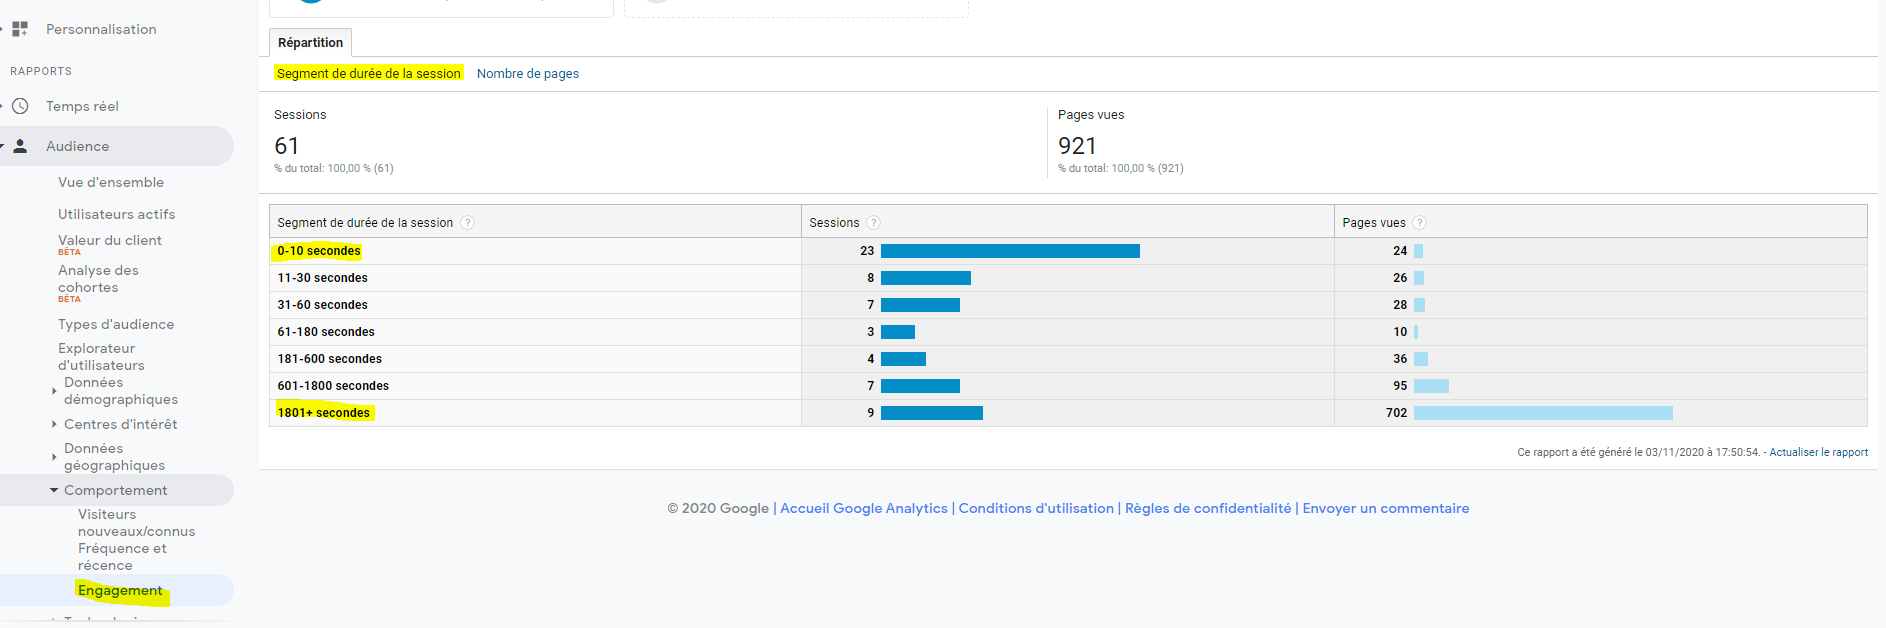 Personnalisation
RAPPORTS
Temps réel
Audience
Vue d'ensemble
Utilisateurs actifs
Valeur du client
BÊTA
Analyse des
cohortes
BÊTA
Types d'audience
Explorateur
d'utilisateurs
Données
démographiques
Centres d'intérêt
Données
géographiques
Comportement
Visiteurs
nouveaux/connus
Fréquence et
récence
Engagement
Répartition
Segment de durée de la session Nombre de pages
Sessions
61
% du total: 100,00 % (61)
Pages vues
921
% du total: 100,00 % (921)
Segment de durée de la session ? Sessions ? Pages vues ?
0-10 secondes 23 24
11-30 secondes 8 26
31-60 secondes 7 28
61-180 secondes 3 10
181-600 secondes 4 36
601-1800 secondes 7 95
1801+ secondes 9 702
Ce rapport a été généré le 03/11/2020 à 17:50:54. - Actualiser le rapport
© 2020 Google | Accueil Google Analytics | Conditions d'utilisation | Règles de confidentialité | Envoyer un commentaire